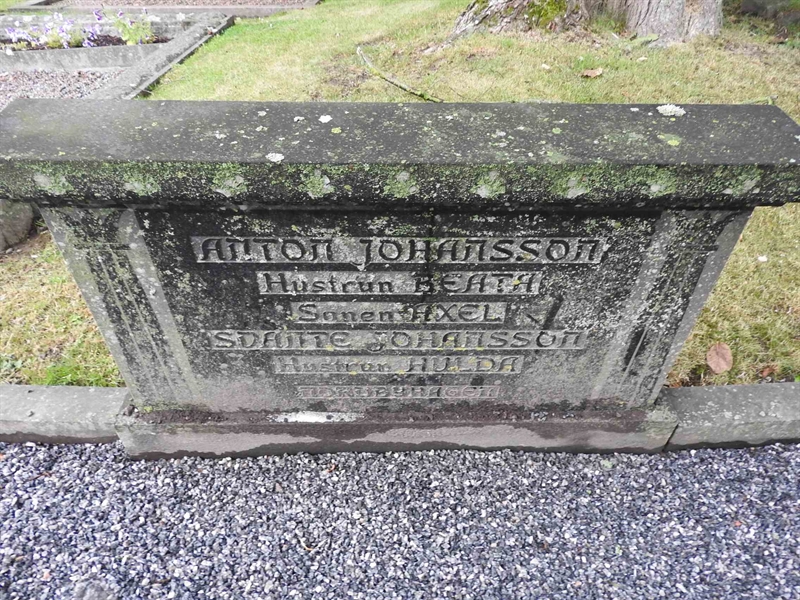 ANTON JOHANSSON
Hustrun BEATA
Sonen AXEL
SVANTE JOHANSSON
Hustrun HULDA